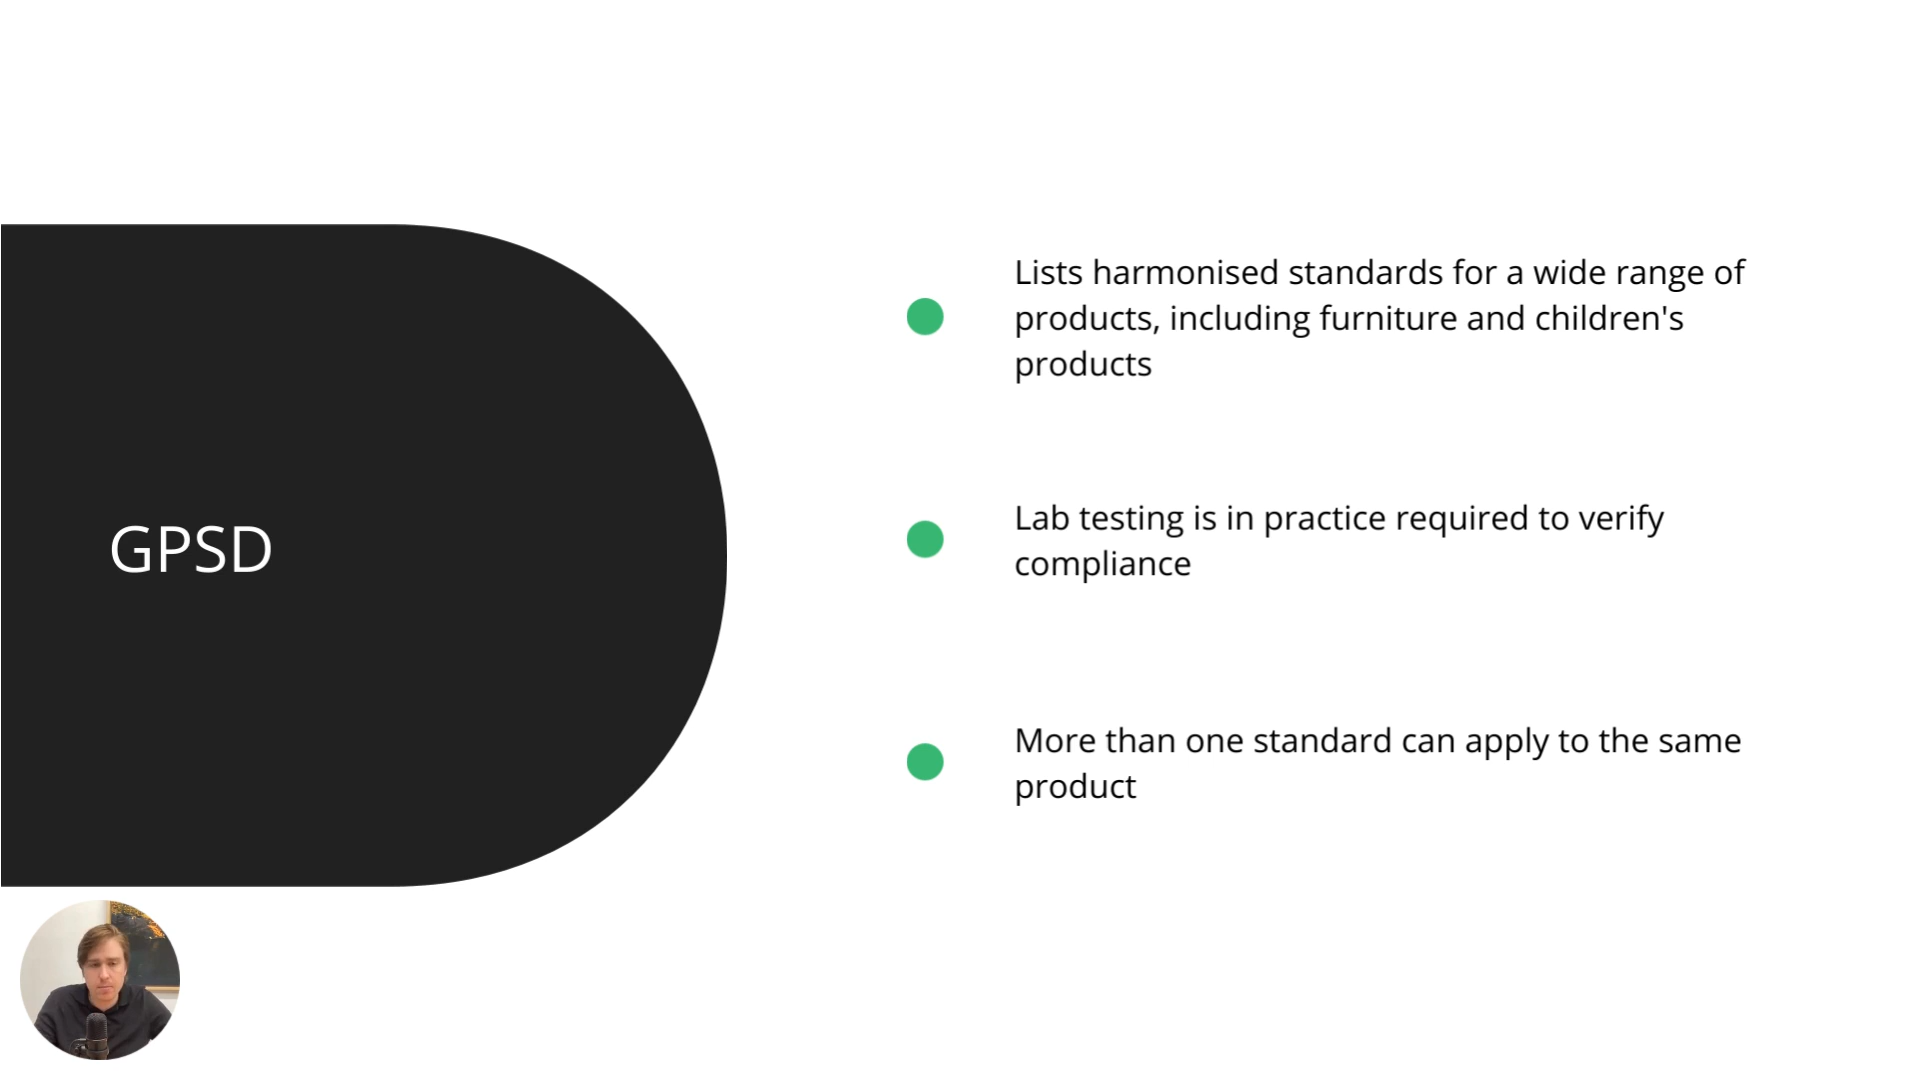 GPSD
Lists harmonised standards for a wide range of
products, including furniture and children's
products
Lab testing is in practice required to verify
compliance
More than one standard can apply to the same
product